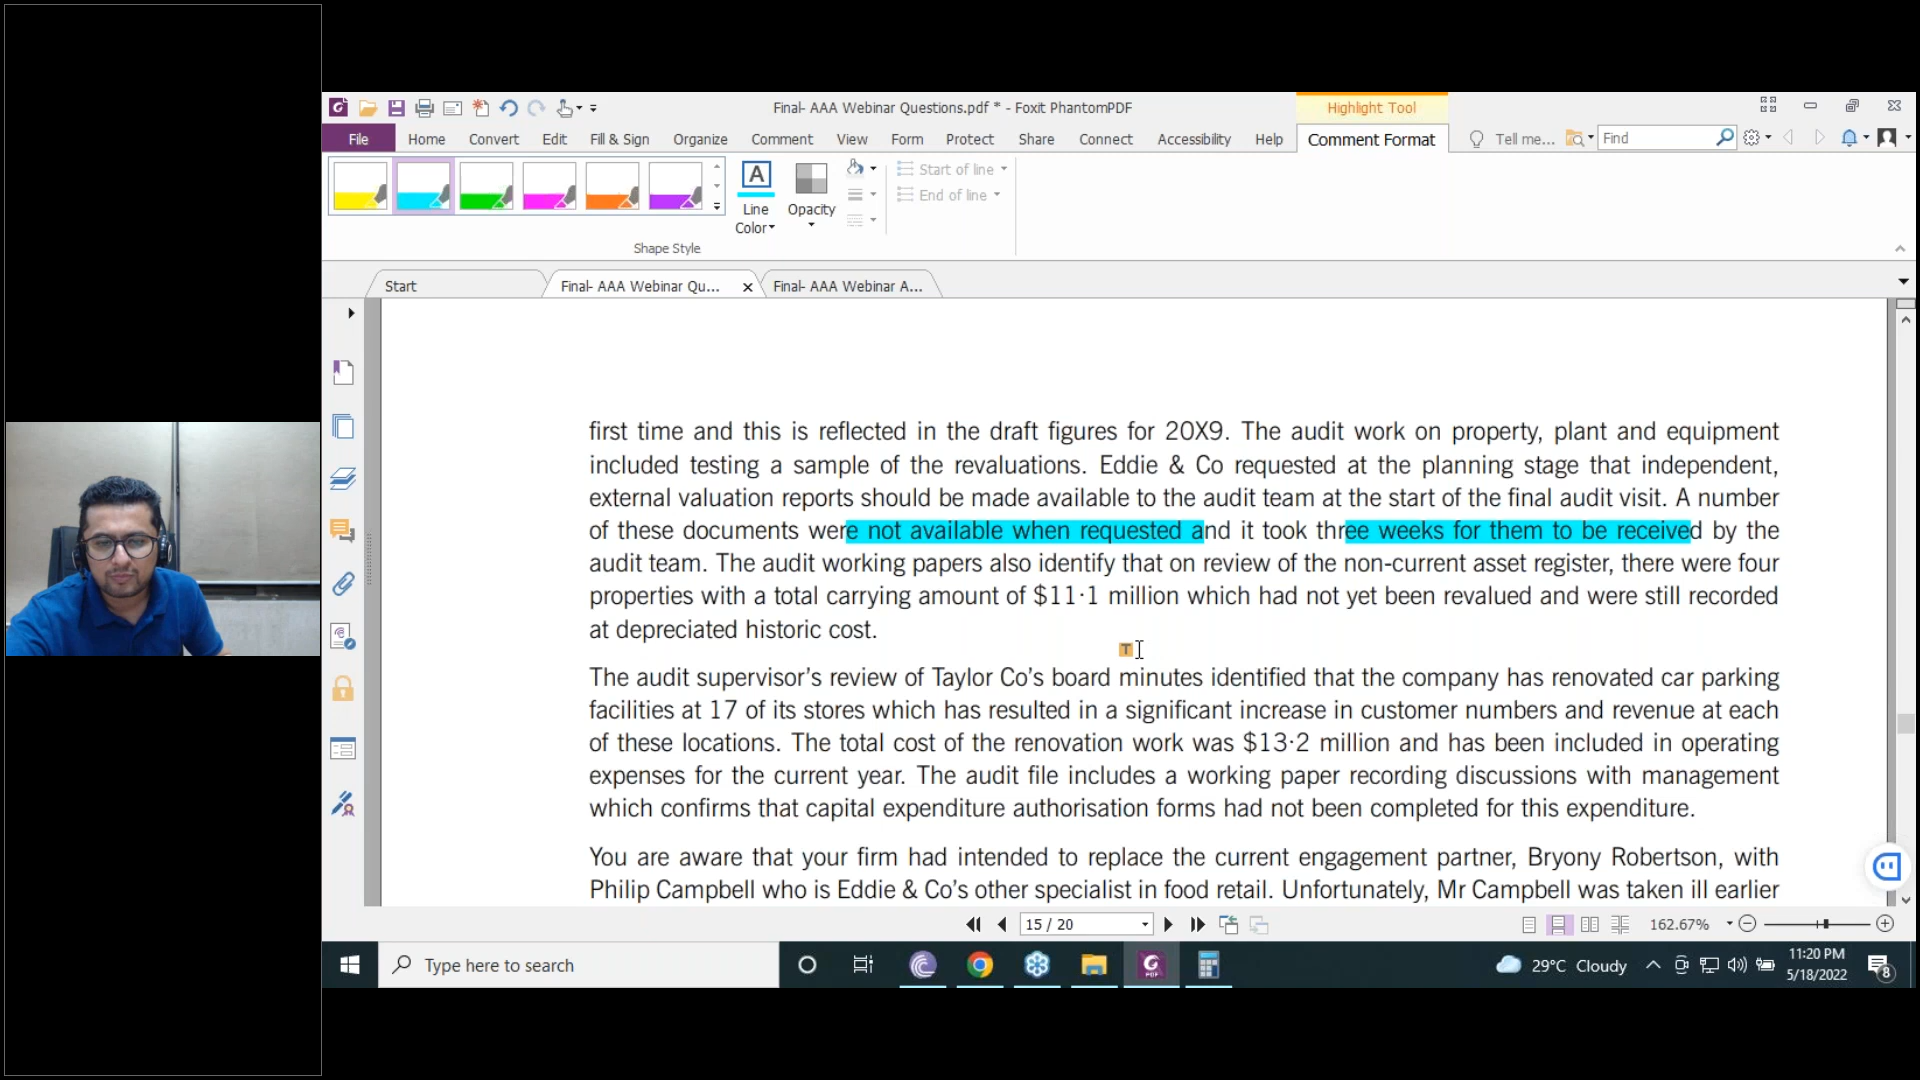 Final- AAA Webinar Questions.pdf * - Foxit PhantomPDF
Highlight Tool
File
Home
Convert
Edit
Fill & Sign
Organize
Comment
View
Form
Protect
Share
Connect
Accessibility
Help
Comment Format
Tell me...
Find
Line
Color
Opacity
Start of line
End of line
Shape Style
Start
Final- AAA Webinar Qu...
Final- AAA Webinar A...
first time and this is reflected in the draft figures for 20X9. The audit work on property, plant and equipment
included testing a sample of the revaluations. Eddie & Co requested at the planning stage that independent,
external valuation reports should be made available to the audit team at the start of the final audit visit. A number
of these documents were not available when requested and it took three weeks for them to be received by the
audit team. The audit working papers also identify that on review of the non-current asset register, there were four
properties with a total carrying amount of $11·1 million which had not yet been revalued and were still recorded
at depreciated historic cost.
T
The audit supervisor’s review of Taylor Co’s board minutes identified that the company has renovated car parking
facilities at 17 of its stores which has resulted in a significant increase in customer numbers and revenue at each
of these locations. The total cost of the renovation work was $13·2 million and has been included in operating
expenses for the current year. The audit file includes a working paper recording discussions with management
which confirms that capital expenditure authorisation forms had not been completed for this expenditure.
You are aware that your firm had intended to replace the current engagement partner, Bryony Robertson, with
Philip Campbell who is Eddie & Co’s other specialist in food retail. Unfortunately, Mr Campbell was taken ill earlier
15 / 20
162.67%
Type here to search
29°C Cloudy
11:20 PM
5/18/2022
8